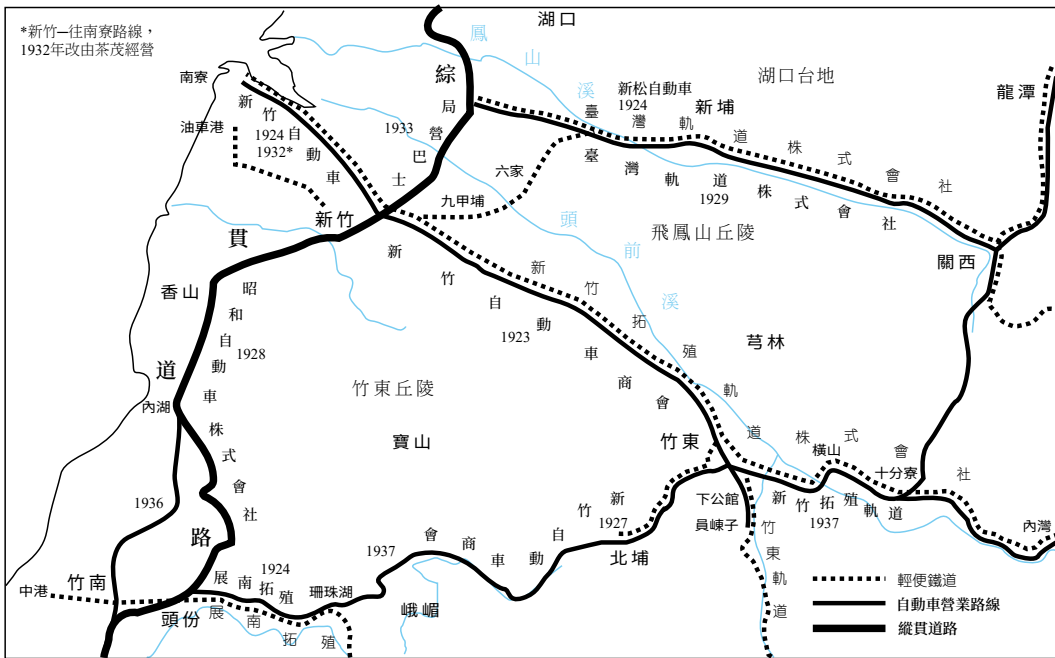 *新竹─往南寮路線，
1932年改由茶茂經營
湖口
鳳山溪
湖口台地
龍潭
南寮
油車港
新竹自動車
1924
1932*
綜貫道路
局營巴士
1933
新松自動車
1924
新埔
臺灣軌道株式會社
臺灣軌道株式會社
1929
六家
九甲埔
新竹
頭前溪
飛鳳山丘陵
關西
香山
昭和自動車株式會社
1928
新竹自動車商會
1923
新竹拓殖軌道株式會社
芎林
竹東丘陵
寶山
內湖
竹東
橫山
十分寮
內灣
下公館
員崠子
新竹拓殖軌道
1937
竹東軌道
1936
新竹自動車商會
1927
1937
北埔
峨嵋
珊珠湖
展南拓殖
1924
展南拓殖
中港
竹南
頭份
輕便鐵道
自動車營業路線
縱貫道路